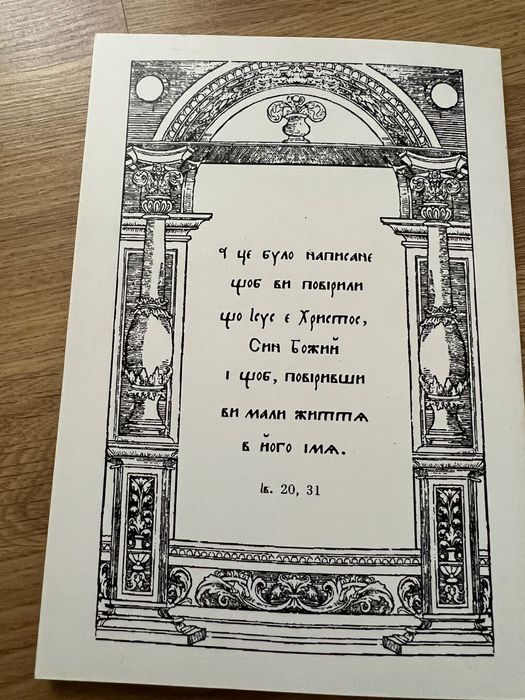 І це було написане
щоб ви повірили
що Ісус є Христос,
Син Божий
і щоб, повіривши
ви мали життя
в його імя.
Ів. 20, 31